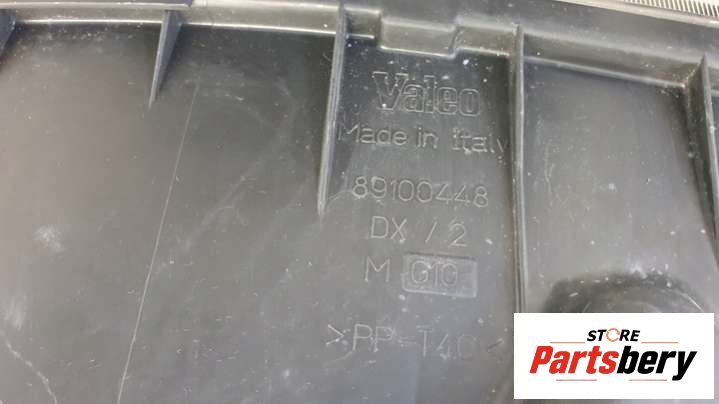 Valeo
Made in Italy
89100448
DX / 2
M G10
>PP-T40<
STORE
Partsbery